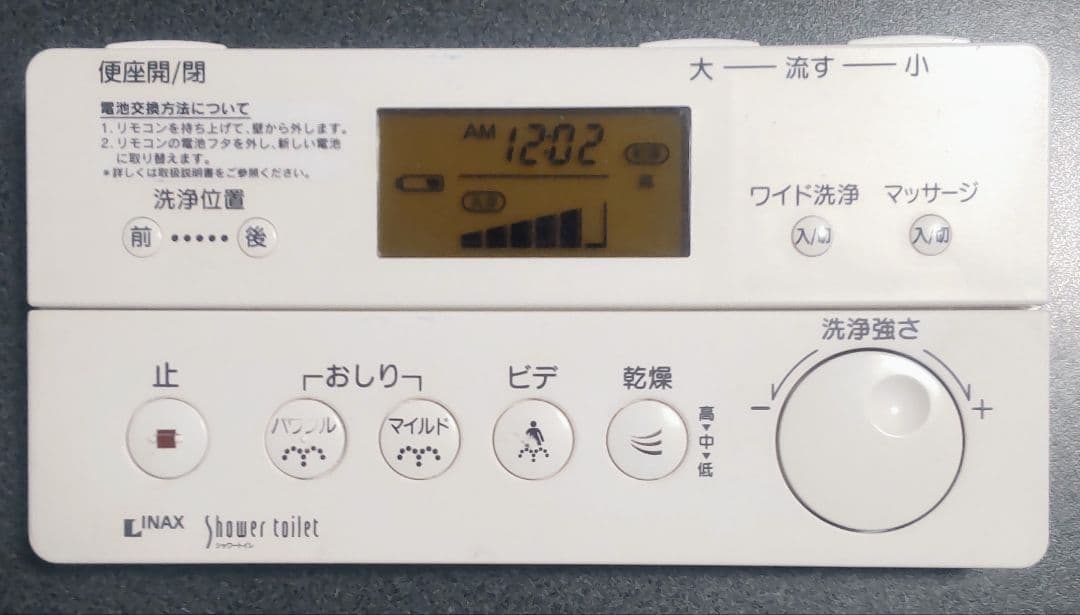 便座開/閉
大 流す 小
電池交換方法について
1. リモコンを持ち上げて、壁から外します。
2. リモコンの電池フタを外し、新しい電池
に取り替えます。
＊詳しくは取扱説明書をご参照ください。
洗浄位置
前 後
AM 12:02
ワイド洗浄 マッサージ
入/切 入/切
洗浄強さ
− +
止 おしり ビデ 乾燥
パワフル マイルド
高▼中▼低
INAX Shower toilet
シャワートイレ